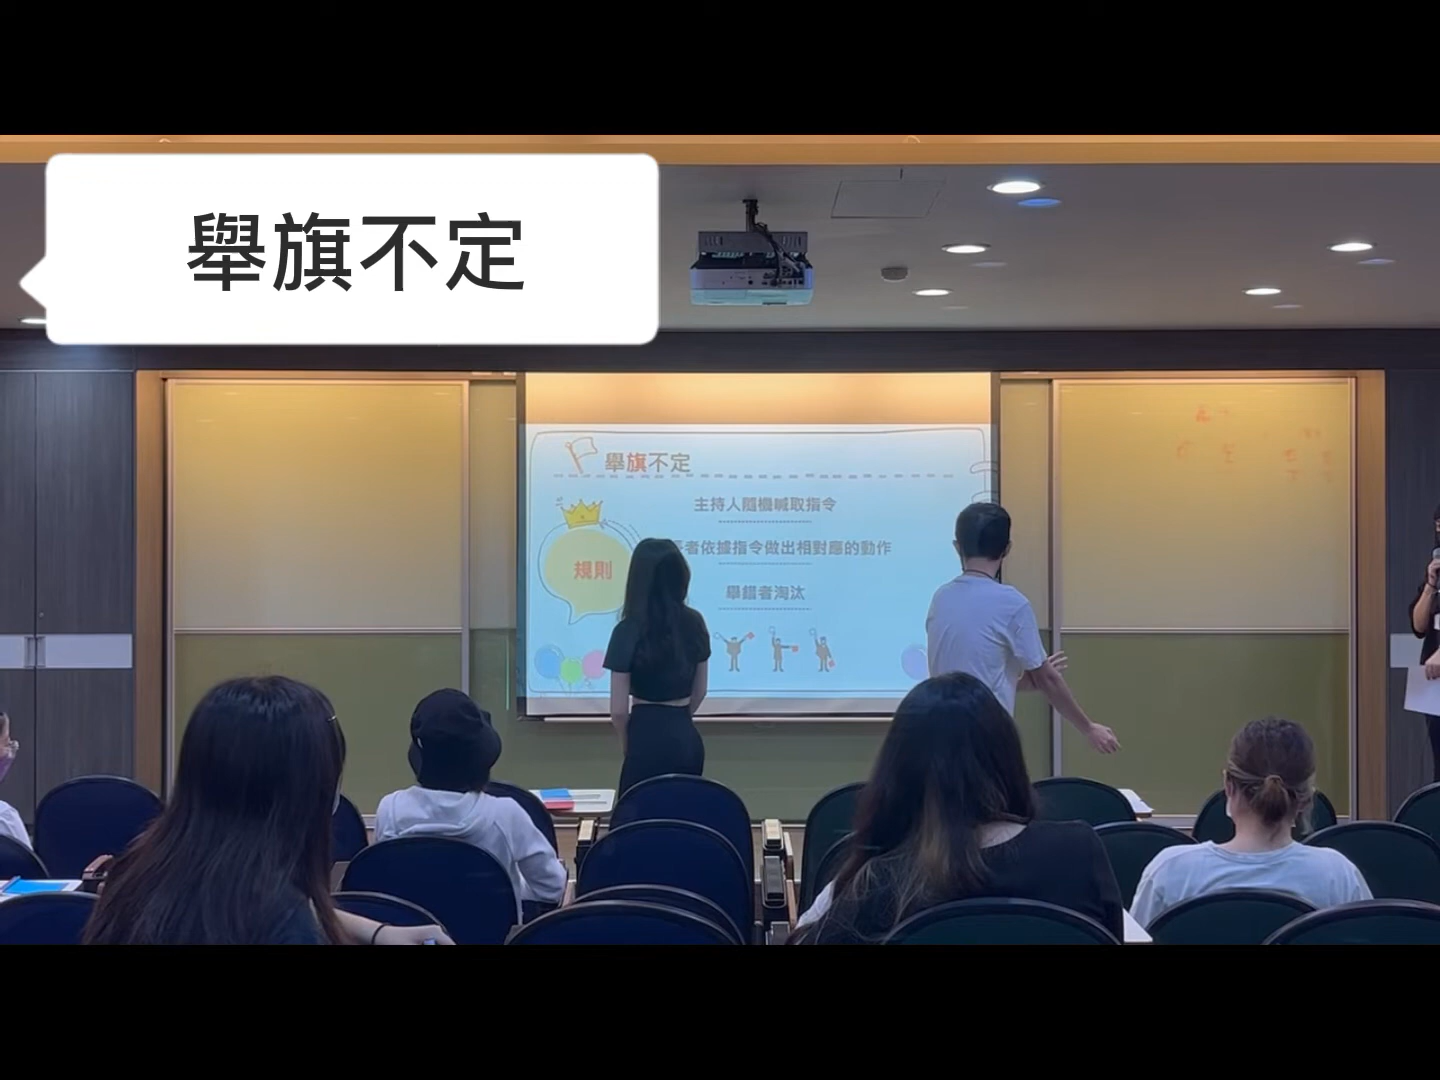 舉旗不定
舉旗不定
主持人隨機喊取指令
者依據指令做出相對應的動作
舉錯者淘汰
規則